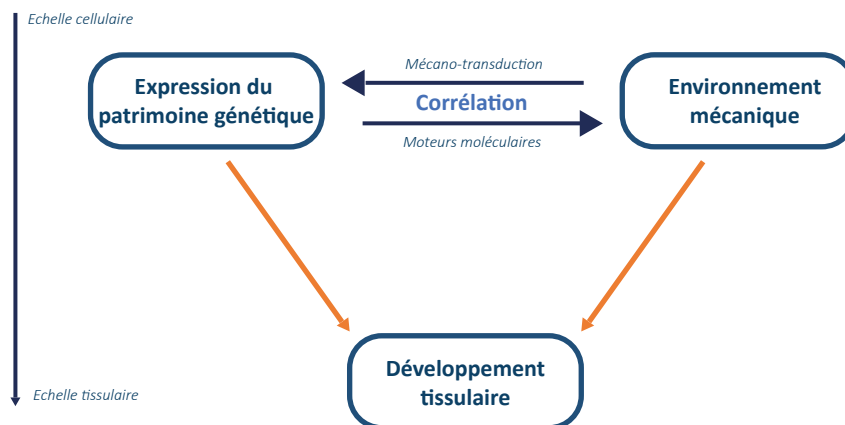 Echelle cellulaire
Expression du
patrimoine génétique
Mécano-transduction
Corrélation
Moteurs moléculaires
Environnement
mécanique
Développement
tissulaire
Echelle tissulaire